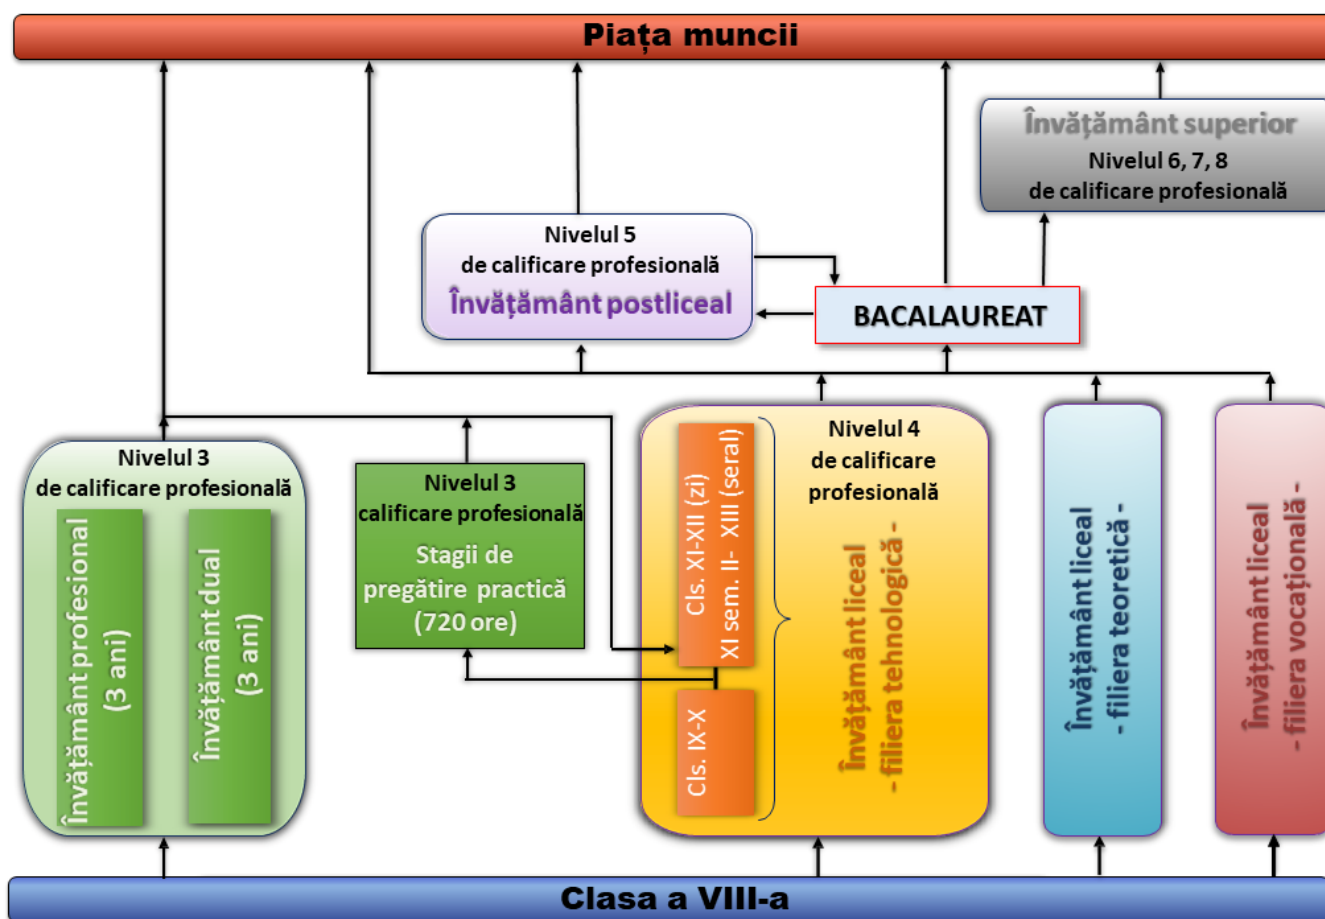 Piața muncii
Învățământ superior
Nivelul 6, 7, 8
de calificare profesională
Nivelul 5
de calificare profesională
Învățământ postliceal
BACALAUREAT
Nivelul 3
de calificare profesională
Învățământ profesional
(3 ani)
Învățământ dual
(3 ani)
Nivelul 3
calificare profesională
Stagii de
pregătire practică
(720 ore)
Cls. XI-XII (zi)
XI sem. II- XIII (seral)
Cls. IX-X
Nivelul 4
de calificare
profesională
Învățământ liceal
- filiera tehnologică -
Învățământ liceal
- filiera teoretică -
Învățământ liceal
- filiera vocațională -
Clasa a VIII-a